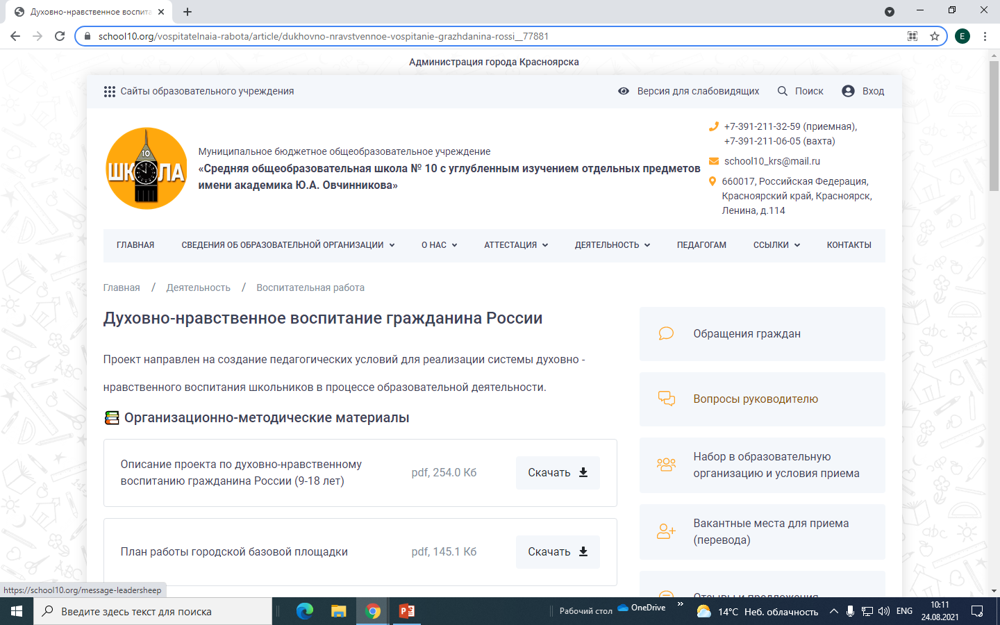 Духовно-нравственное воспита
school10.org/vospitatelnaia-rabota/article/dukhovno-nravstvennoe-vospitanie-grazhdanina-rossi__77881
E
Администрация города Красноярска
Сайты образовательного учреждения
Версия для слабовидящих
Поиск
Вход
10
ШКОЛА
Муниципальное бюджетное общеобразовательное учреждение
«Средняя общеобразовательная школа № 10 с углубленным изучением отдельных предметов
имени академика Ю.А. Овчинникова»
+7-391-211-32-59 (приемная),
+7-391-211-06-05 (вахта)
school10_krs@mail.ru
660017, Российская Федерация,
Красноярский край, Красноярск,
Ленина, д.114
ГЛАВНАЯ
СВЕДЕНИЯ ОБ ОБРАЗОВАТЕЛЬНОЙ ОРГАНИЗАЦИИ
О НАС
АТТЕСТАЦИЯ
ДЕЯТЕЛЬНОСТЬ
ПЕДАГОГАМ
ССЫЛКИ
КОНТАКТЫ
Главная / Деятельность / Воспитательная работа
Духовно-нравственное воспитание гражданина России
Проект направлен на создание педагогических условий для реализации системы духовно -
нравственного воспитания школьников в процессе образовательной деятельности.
Организационно-методические материалы
Описание проекта по духовно-нравственному
воспитанию гражданина России (9-18 лет)
pdf, 254.0 Кб
Скачать
План работы городской базовой площадки
pdf, 145.1 Кб
Скачать
Обращения граждан
Вопросы руководителю
Набор в образовательную
организацию и условия приема
Вакантные места для приема
(перевода)
Отзывы и предложения
https://school10.org/message-leadersheep
Введите здесь текст для поиска
Рабочий стол
OneDrive
14°C Неб. облачность
ENG
10:11
24.08.2021